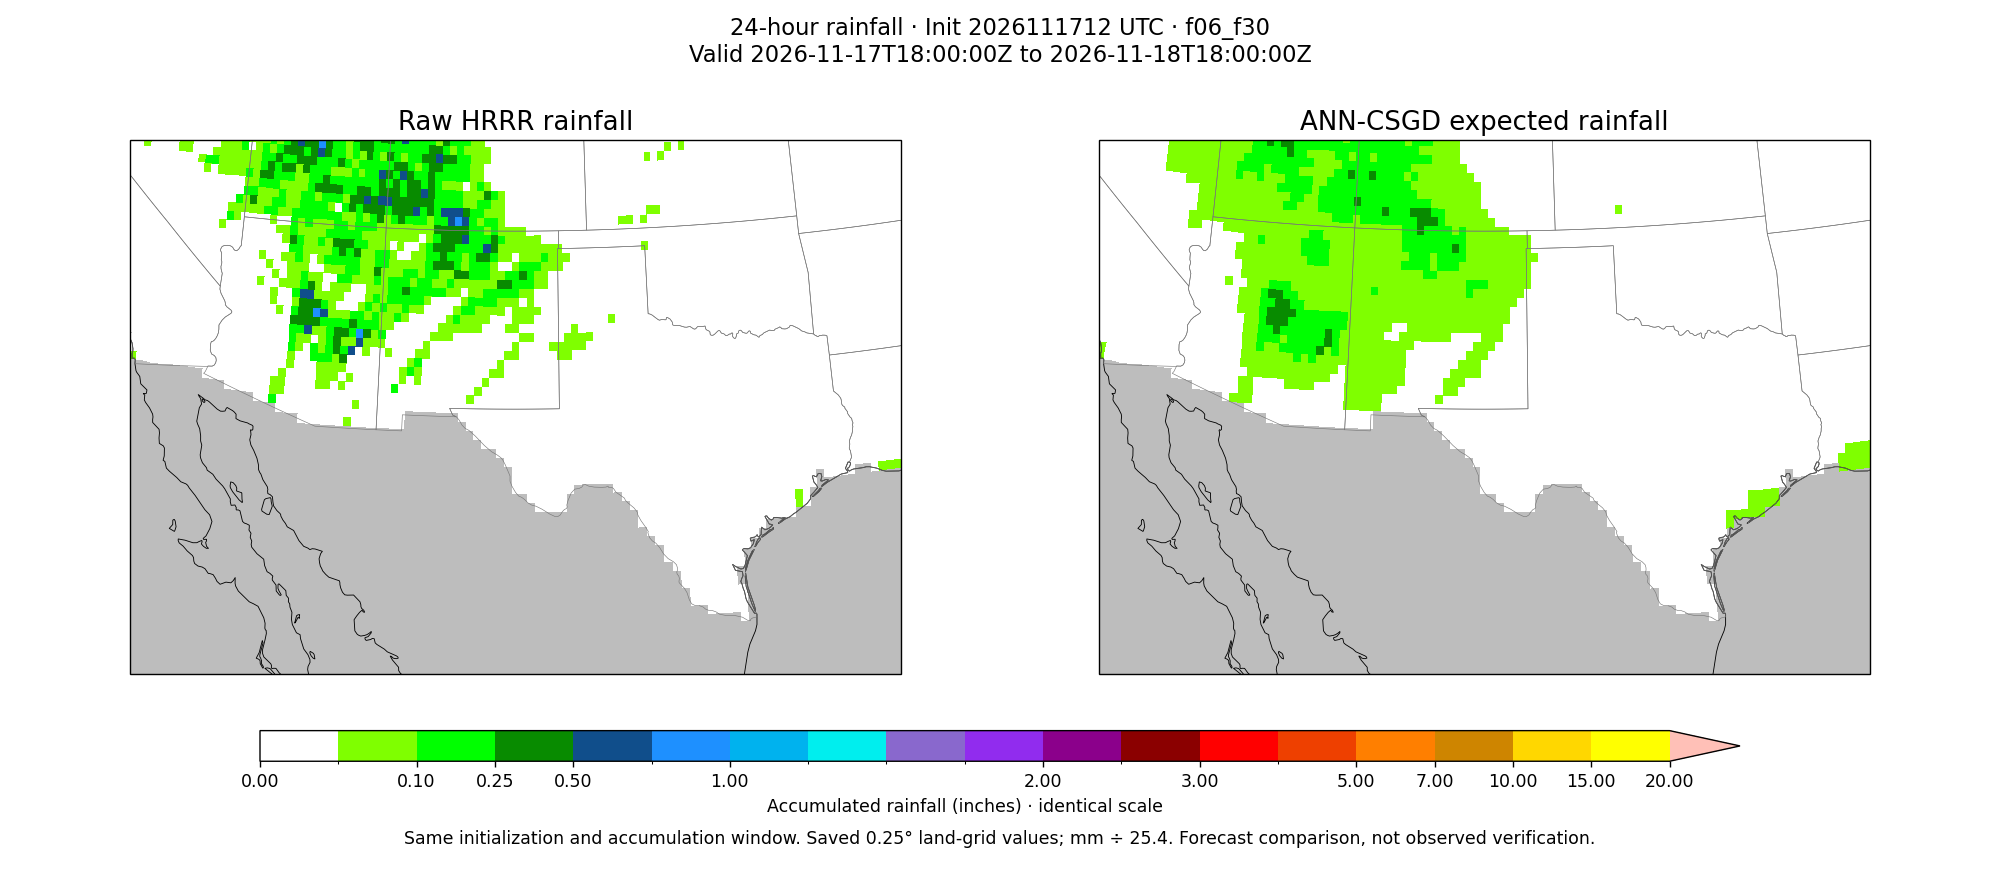 24-hour rainfall · Init 2026111712 UTC · f06_f30
Valid 2026-11-17T18:00:00Z to 2026-11-18T18:00:00Z
Raw HRRR rainfall
ANN-CSGD expected rainfall
0.00 0.10 0.25 0.50 1.00 2.00 3.00 5.00 7.00 10.00 15.00 20.00
Accumulated rainfall (inches) · identical scale
Same initialization and accumulation window. Saved 0.25° land-grid values; mm ÷ 25.4. Forecast comparison, not observed verification.